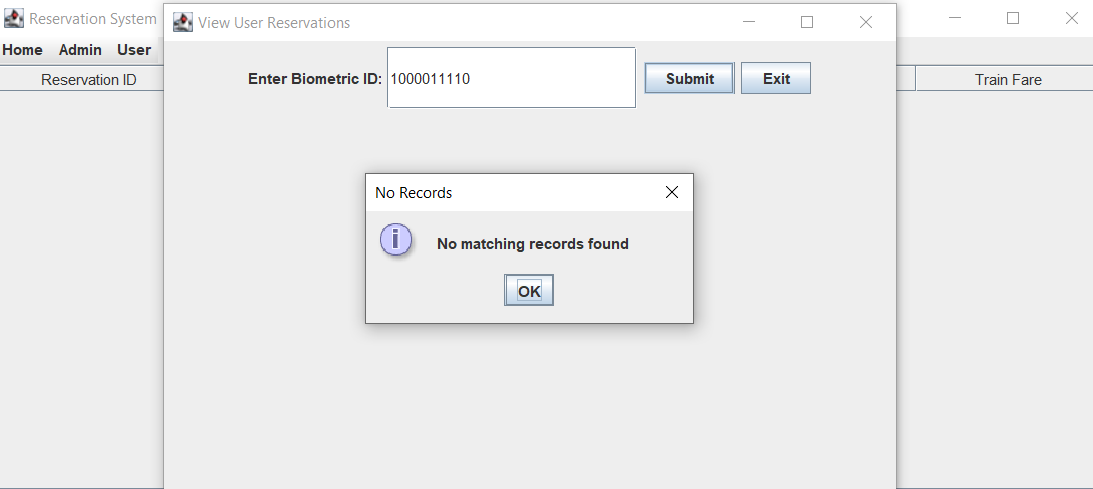 Reservation System
View User Reservations
Home Admin User
Reservation ID
Train Fare
Enter Biometric ID: 1000011110 Submit Exit
No Records
i No matching records found
OK